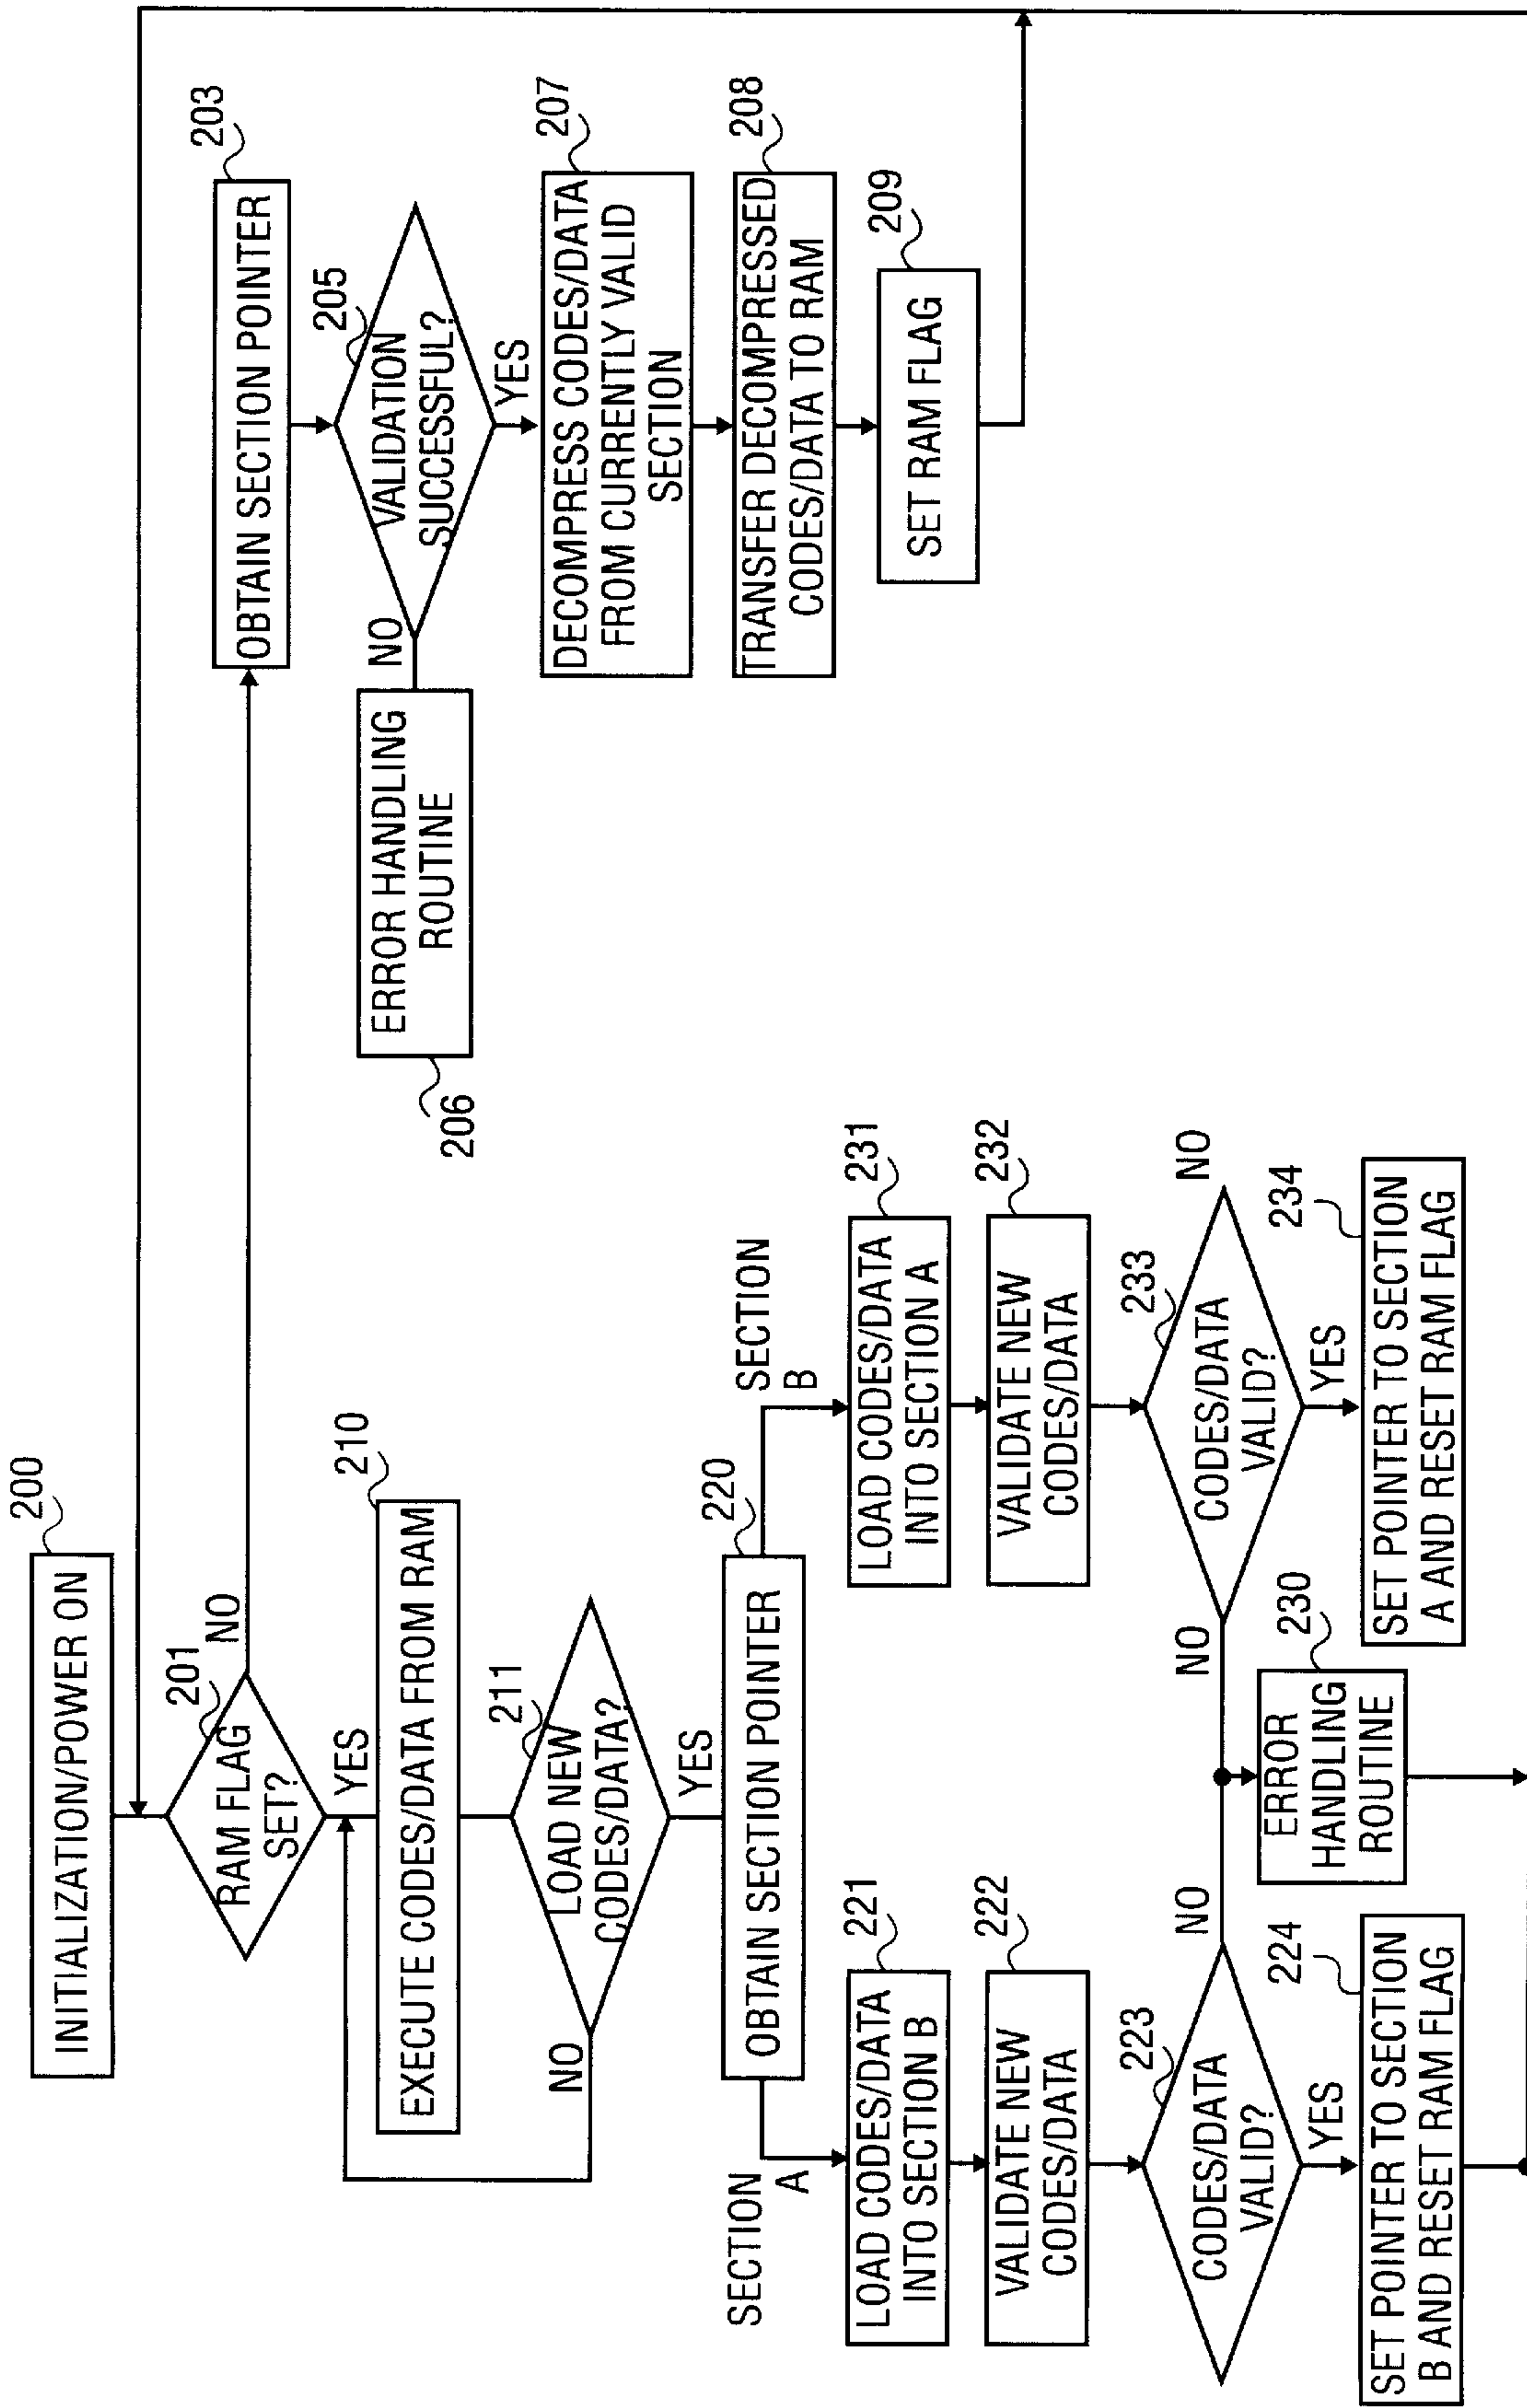 200
INITIALIZATION/POWER ON
201
RAM FLAG
SET?
NO
YES
210
EXECUTE CODES/DATA FROM RAM
211
LOAD NEW
CODES/DATA?
NO
YES
220
OBTAIN SECTION POINTER
SECTION
A
SECTION
B
221
LOAD CODES/DATA
INTO SECTION B
222
VALIDATE NEW
CODES/DATA
223
CODES/DATA
VALID?
NO
YES
224
SET POINTER TO SECTION
B AND RESET RAM FLAG
230
ERROR
HANDLING
ROUTINE
231
LOAD CODES/DATA
INTO SECTION A
232
VALIDATE NEW
CODES/DATA
233
CODES/DATA
VALID?
NO
NO
YES
234
SET POINTER TO SECTION
A AND RESET RAM FLAG
203
OBTAIN SECTION POINTER
205
VALIDATION
SUCCESSFUL?
NO
YES
ERROR HANDLING
ROUTINE
206
207
DECOMPRESS CODES/DATA
FROM CURRENTLY VALID
SECTION
208
TRANSFER DECOMPRESSED
CODES/DATA TO RAM
209
SET RAM FLAG